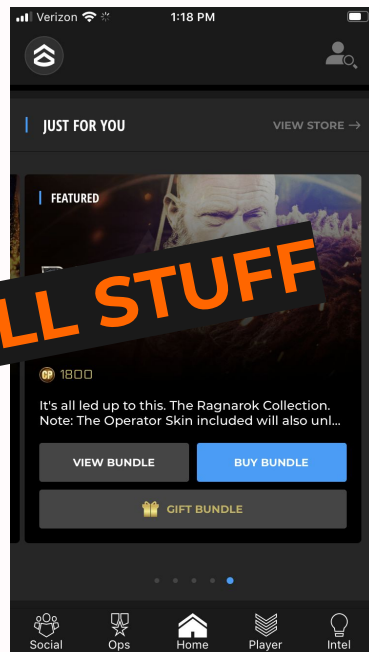 Verizon 1:18 PM
JUST FOR YOU VIEW STORE →
FEATURED
LL STUFF
CP 1800
It's all led up to this. The Ragnarok Collection.
Note: The Operator Skin included will also unl...
VIEW BUNDLE BUY BUNDLE
GIFT BUNDLE
Social Ops Home Player Intel